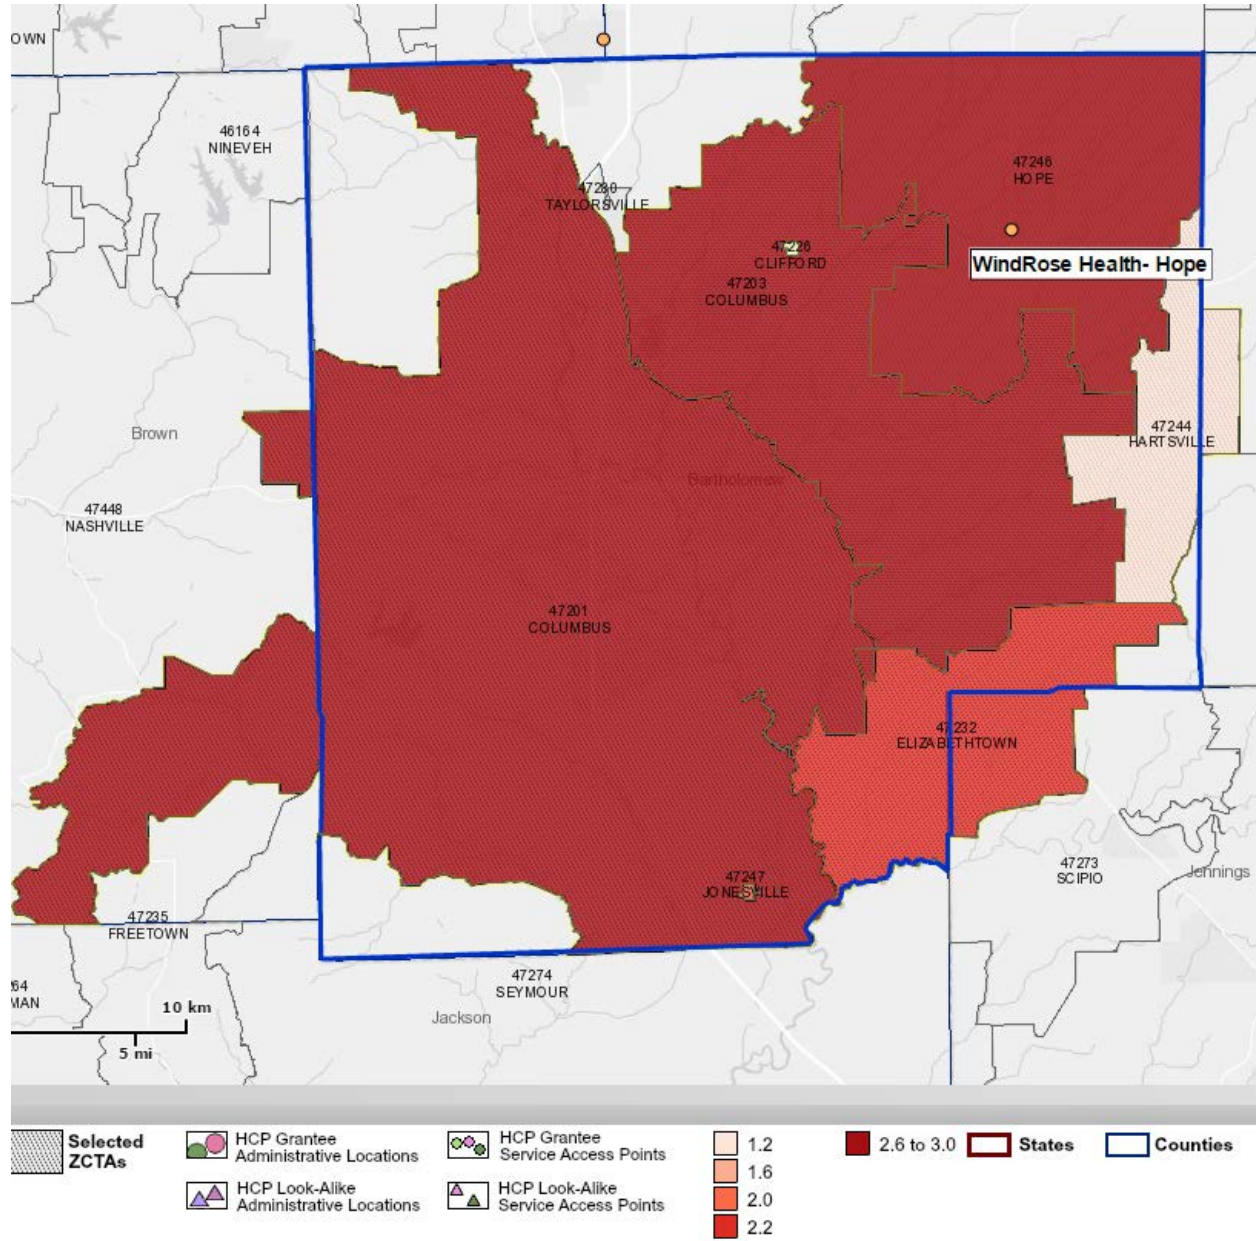 OWN
46164
NINEVEH
47246
HOPE
47280
TAYLORSVILLE
47226
CLIFFORD
WindRose Health- Hope
47203
COLUMBUS
47244
HARTSVILLE
Brown
Bartholomew
47448
NASHVILLE
47201
COLUMBUS
47232
ELIZABETHTOWN
47273
SCIPIO
Jennings
47247
JONESVILLE
47235
FREETOWN
47274
SEYMOUR
64
MAN
10 km
Jackson
5 mi
Selected
ZCTAs
HCP Grantee
Administrative Locations
HCP Look-Alike
Administrative Locations
HCP Grantee
Service Access Points
HCP Look-Alike
Service Access Points
1.2
1.6
2.0
2.2
2.6 to 3.0
States
Counties